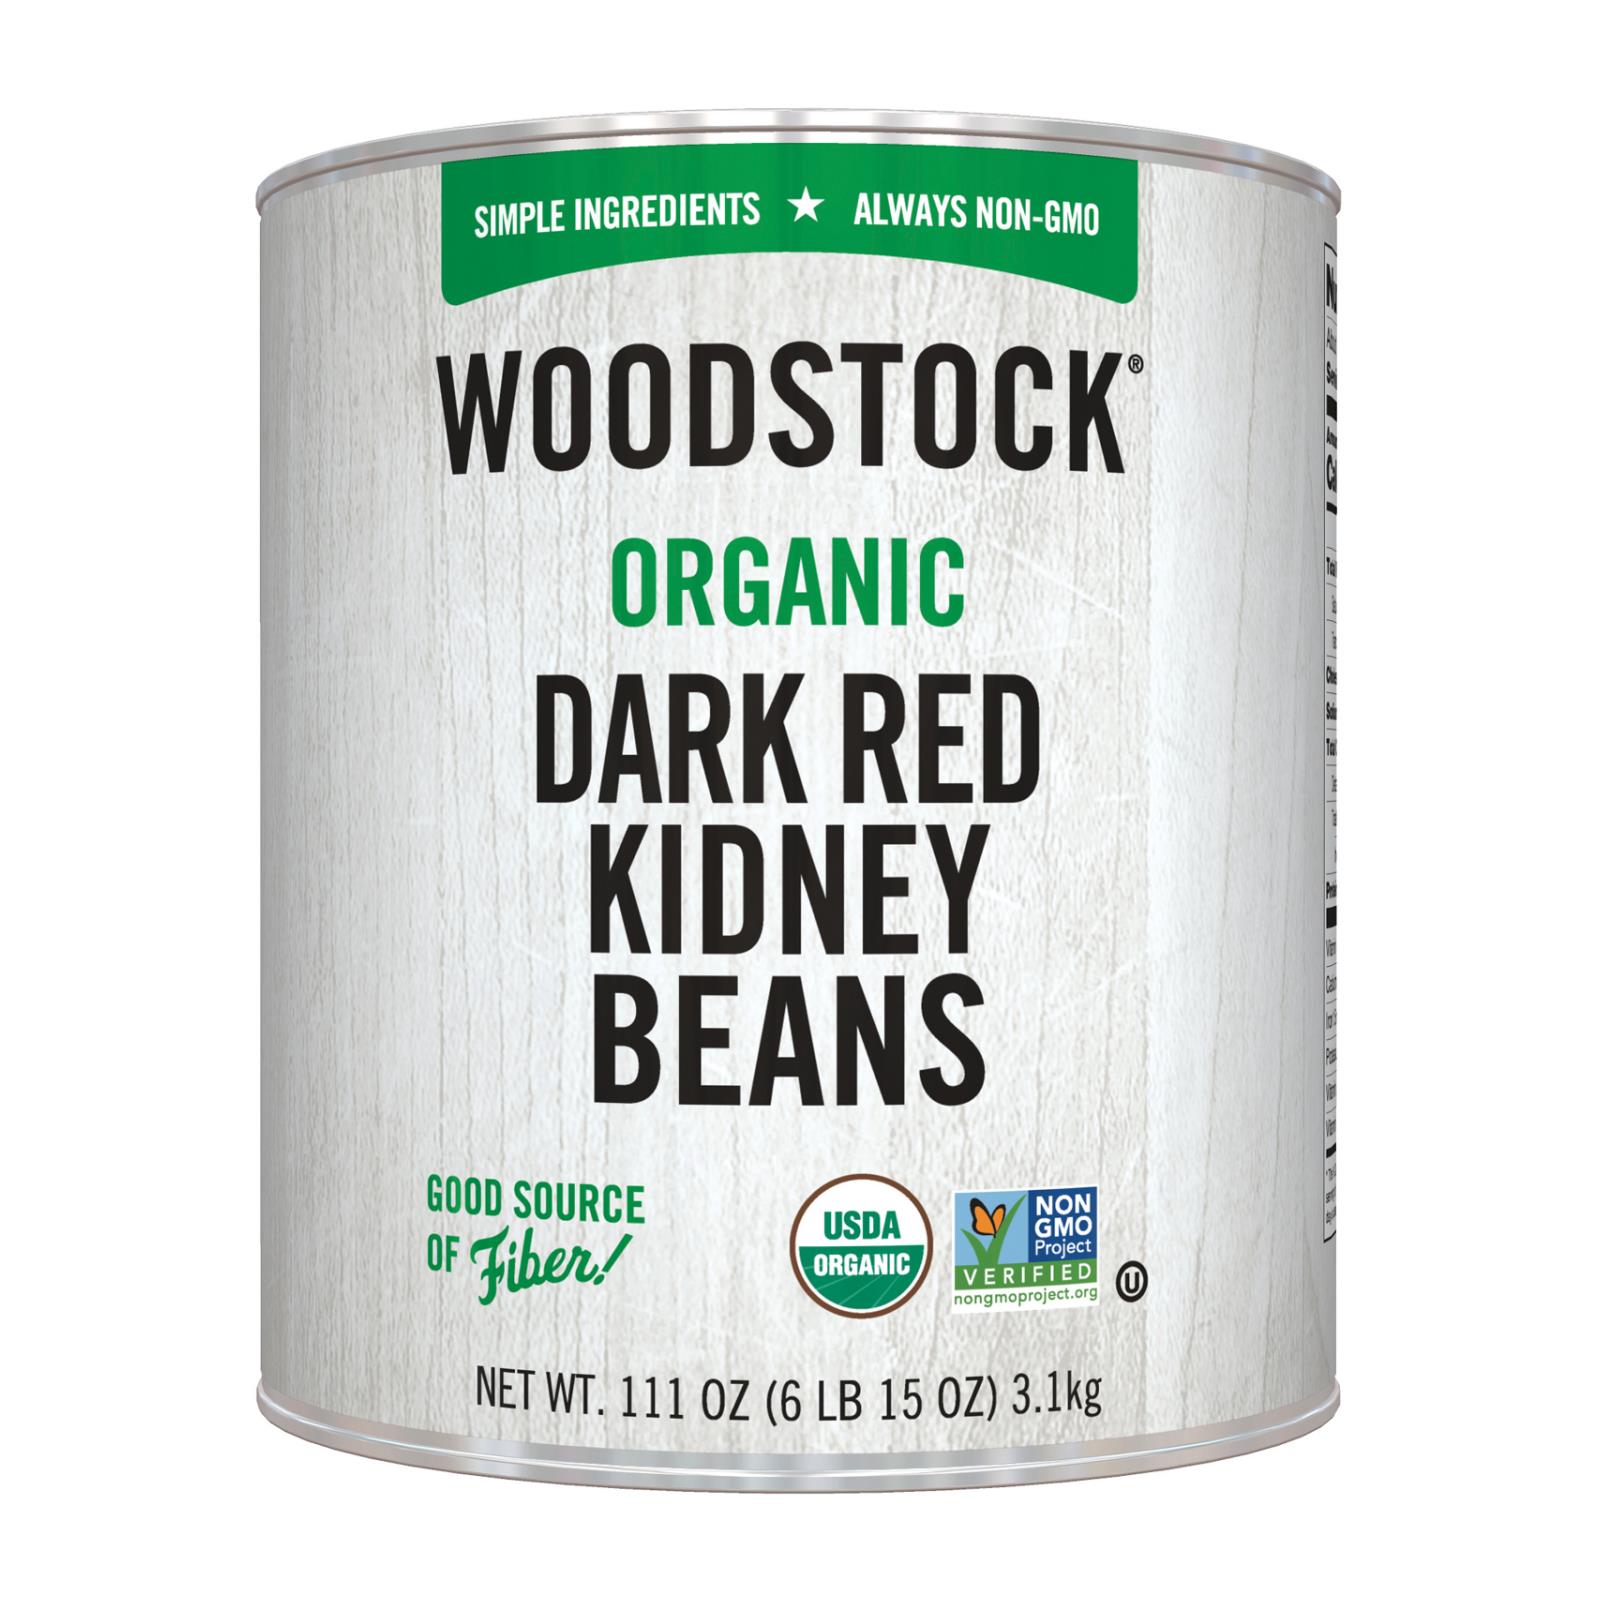 SIMPLE INGREDIENTS ★ ALWAYS NON-GMO
WOODSTOCK®
ORGANIC
DARK RED
KIDNEY
BEANS
GOOD SOURCE
OF Fiber!
USDA
ORGANIC
NON
GMO
Project
VERIFIED
nongmoproject.org
U
NET WT. 111 OZ (6 LB 15 OZ) 3.1kg